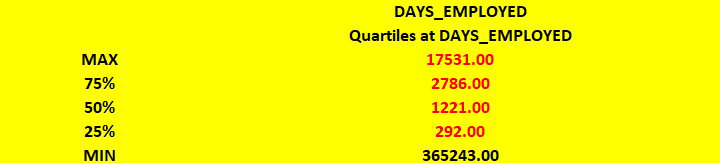 DAYS_EMPLOYED
Quartiles at DAYS_EMPLOYED
MAX 17531.00
75% 2786.00
50% 1221.00
25% 292.00
MIN 365243.00